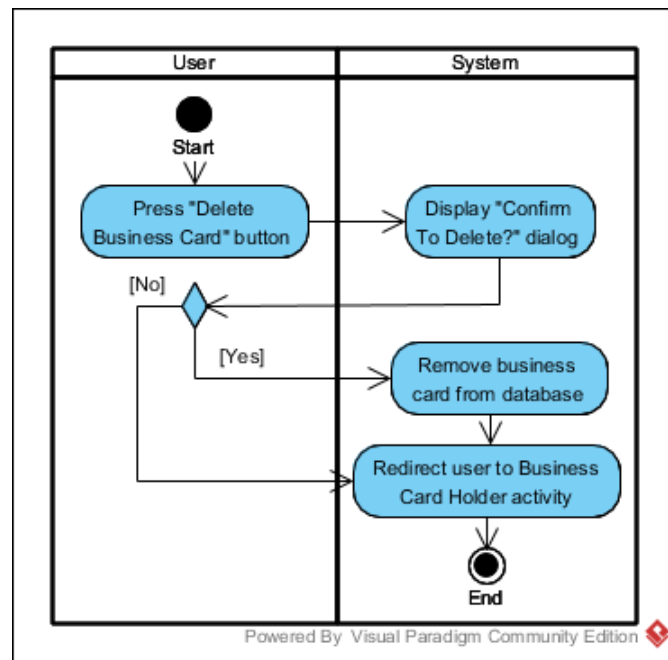 User
System
Start
Press "Delete
Business Card" button
Display "Confirm
To Delete?" dialog
[No]
[Yes]
Remove business
card from database
Redirect user to Business
Card Holder activity
End
Powered By Visual Paradigm Community Edition